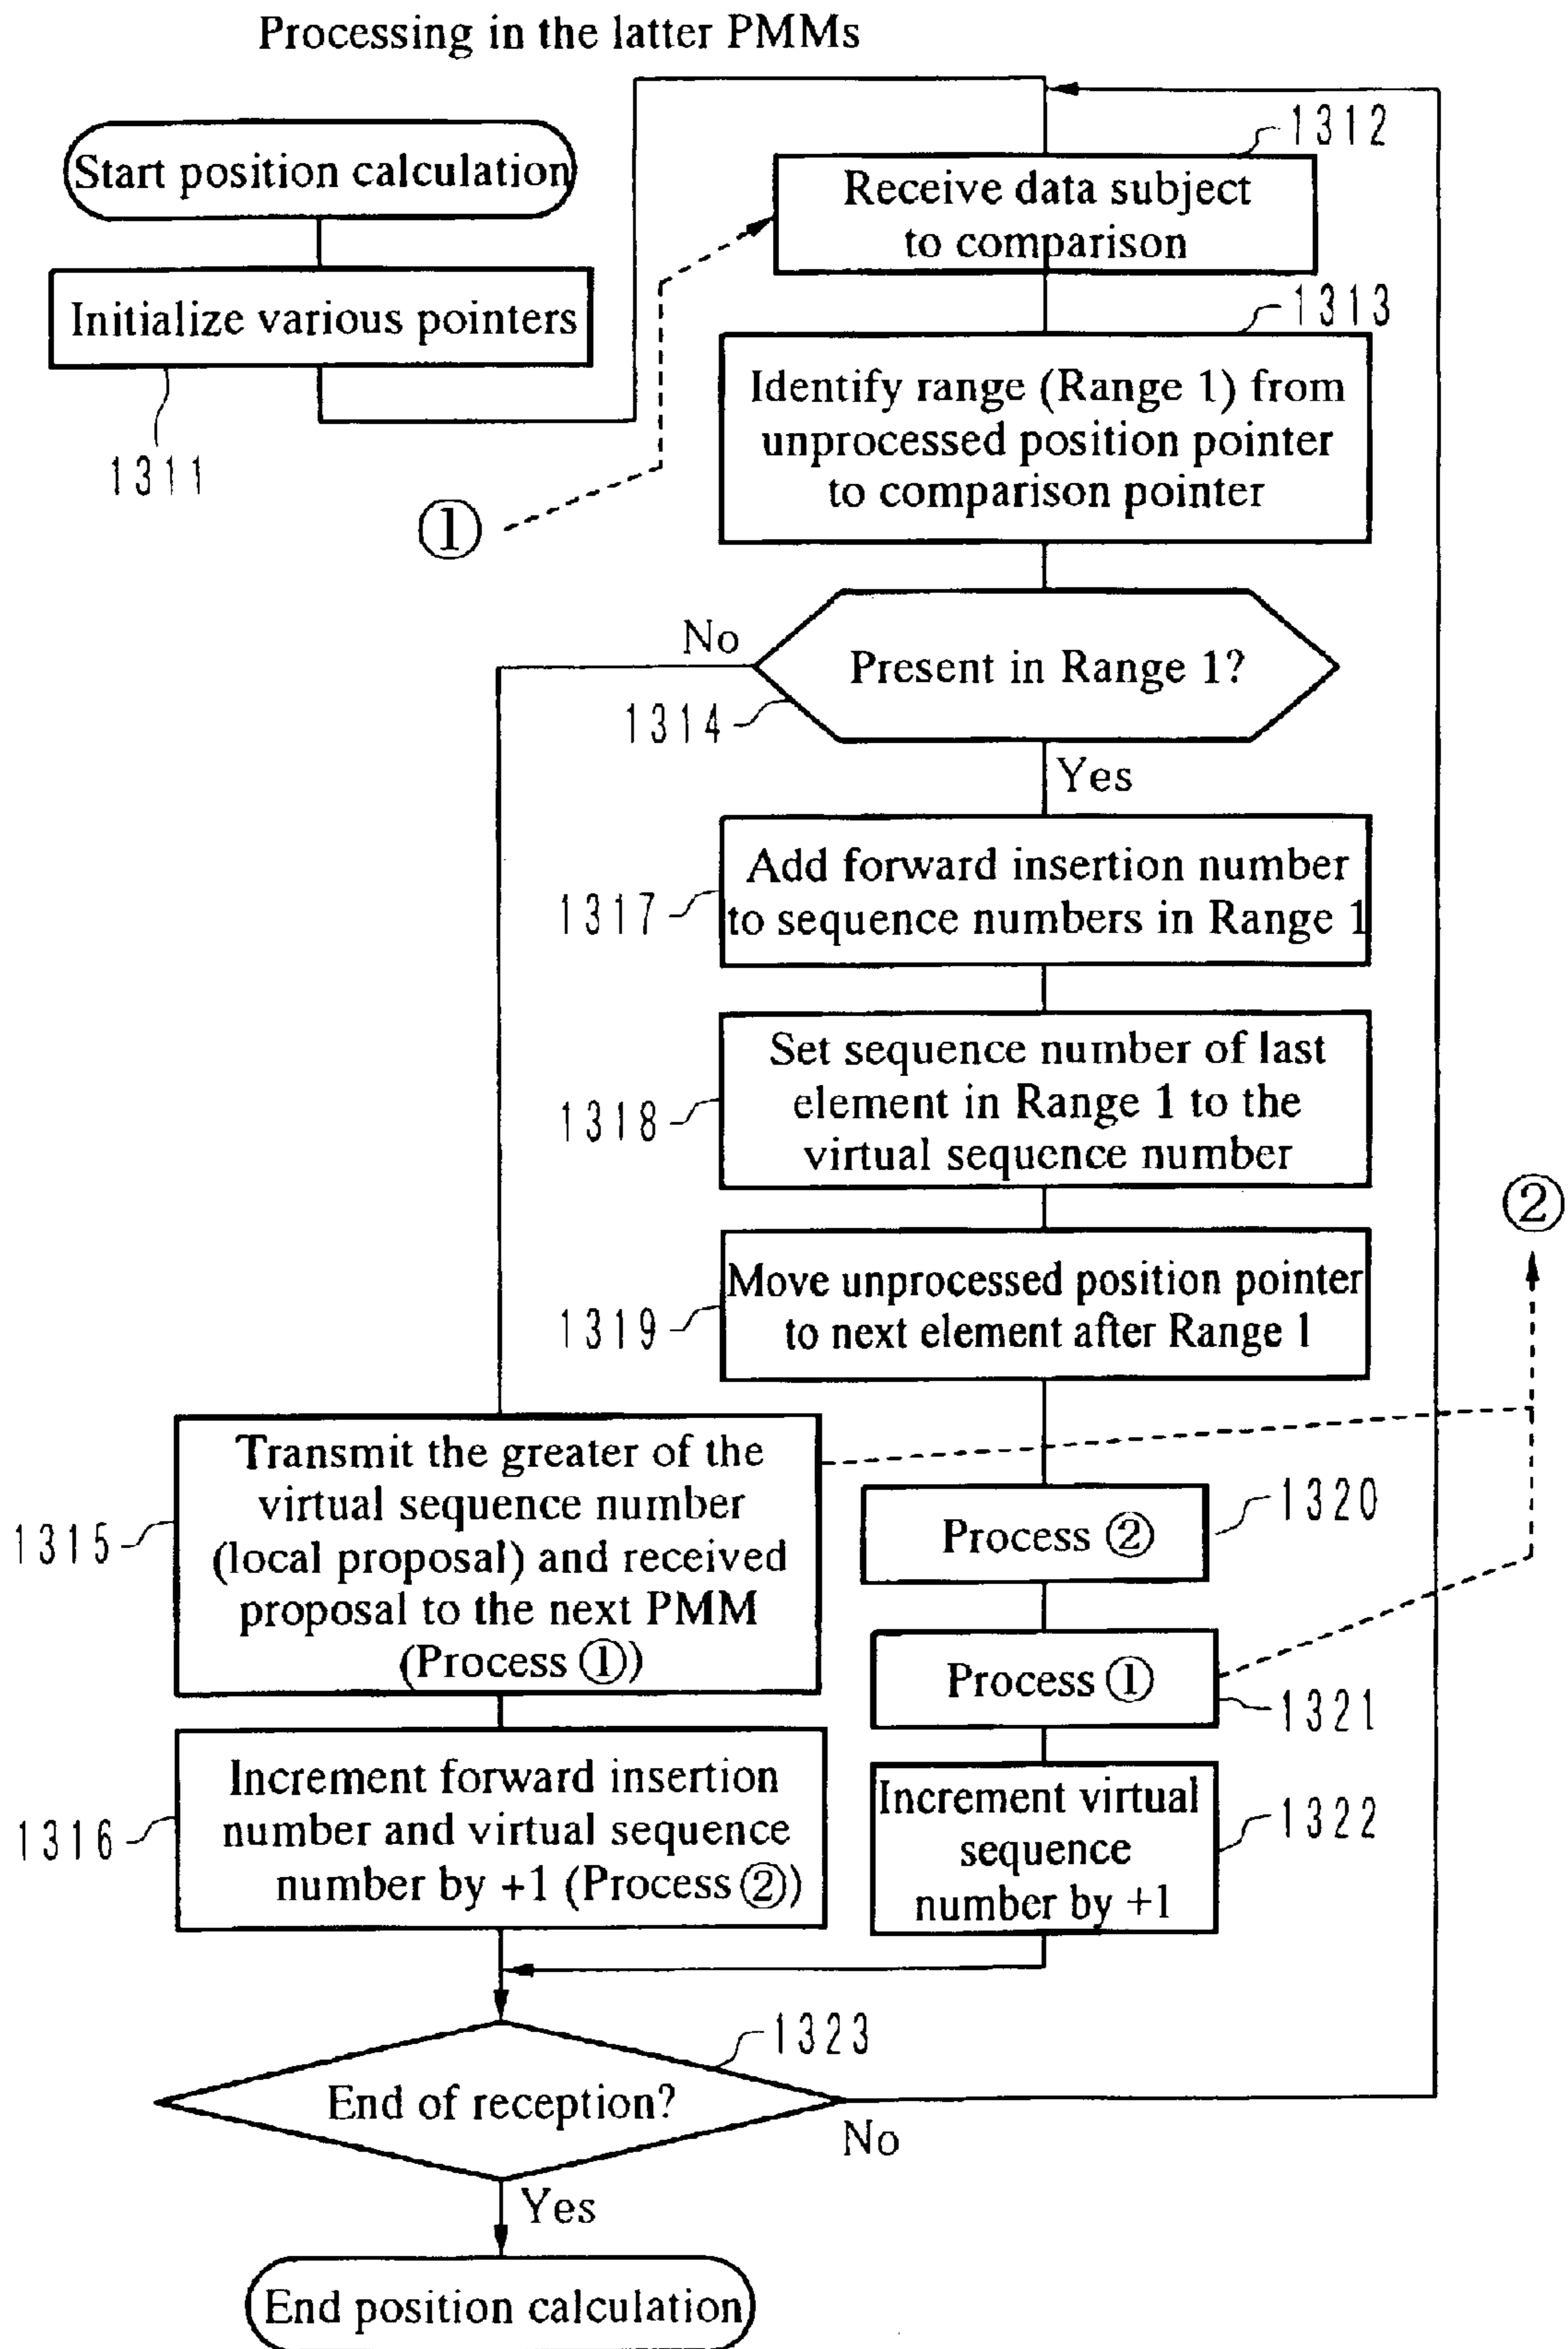 Processing in the latter PMMs
Start position calculation
Initialize various pointers
1311
①
1312
Receive data subject
to comparison
1313
Identify range (Range 1) from
unprocessed position pointer
to comparison pointer
No
Present in Range 1?
1314
Yes
Add forward insertion number
to sequence numbers in Range 1
1317
Set sequence number of last
element in Range 1 to the
virtual sequence number
1318
②
Move unprocessed position pointer
to next element after Range 1
1319
Transmit the greater of the
virtual sequence number
(local proposal) and received
proposal to the next PMM
(Process ①)
1315
Process ②
1320
Process ①
1321
Increment forward insertion
number and virtual sequence
number by +1 (Process ②)
1316
Increment virtual
sequence
number by +1
1322
1323
End of reception?
No
Yes
End position calculation